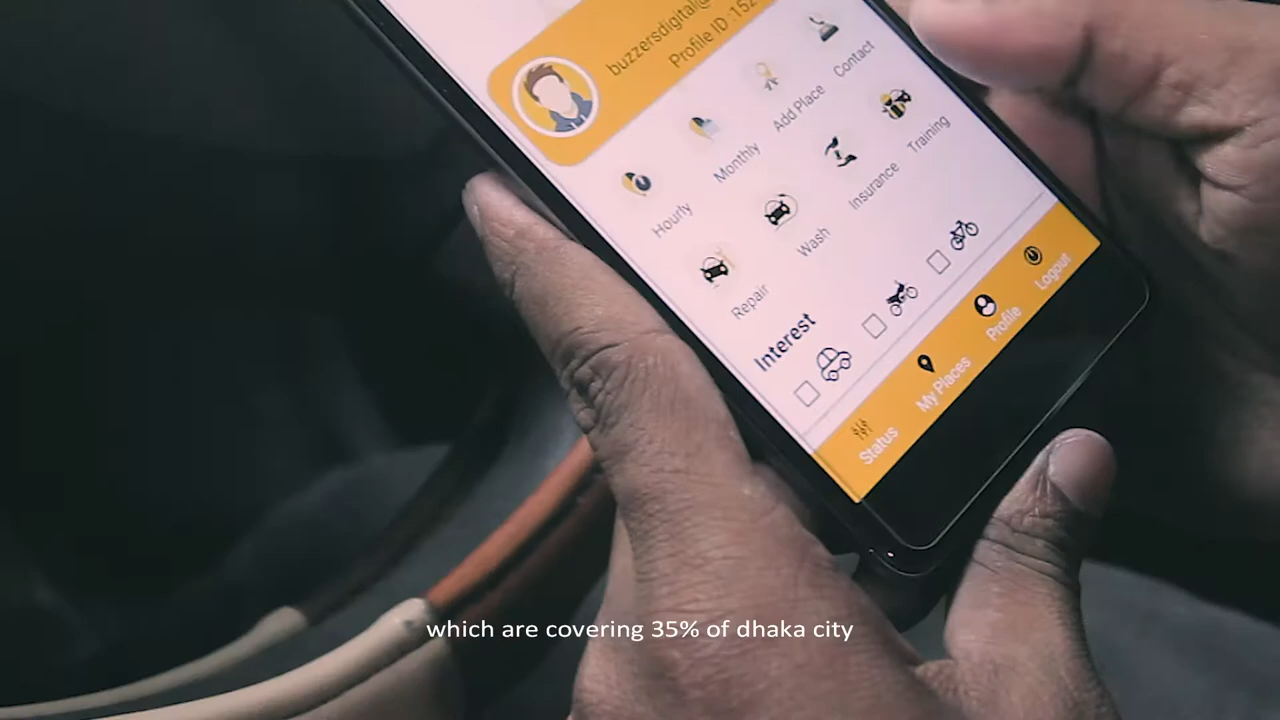 buzzersdigital@
Profile ID :152
Hourly
Monthly
Add Place
Contact
Repair
Wash
Insurance
Training
Interest
Status
My Places
Profile
Logout
which are covering 35% of dhaka city